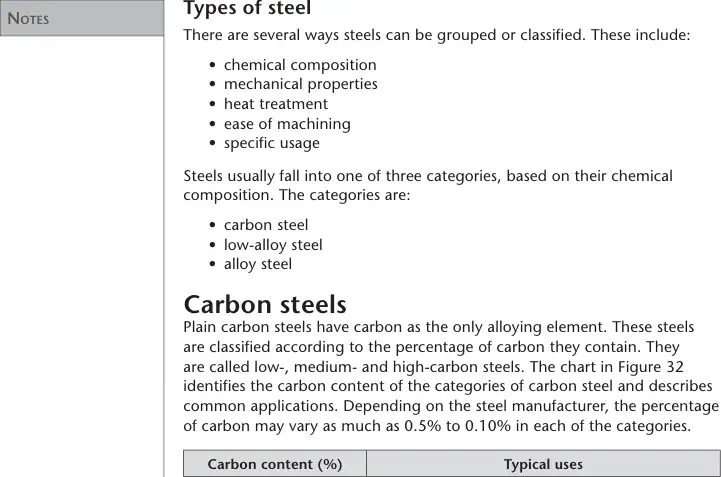 NOTES
Types of steel
There are several ways steels can be grouped or classified. These include:
• chemical composition
• mechanical properties
• heat treatment
• ease of machining
• specific usage
Steels usually fall into one of three categories, based on their chemical
composition. The categories are:
• carbon steel
• low-alloy steel
• alloy steel
Carbon steels
Plain carbon steels have carbon as the only alloying element. These steels
are classified according to the percentage of carbon they contain. They
are called low-, medium- and high-carbon steels. The chart in Figure 32
identifies the carbon content of the categories of carbon steel and describes
common applications. Depending on the steel manufacturer, the percentage
of carbon may vary as much as 0.5% to 0.10% in each of the categories.
Carbon content (%) Typical uses